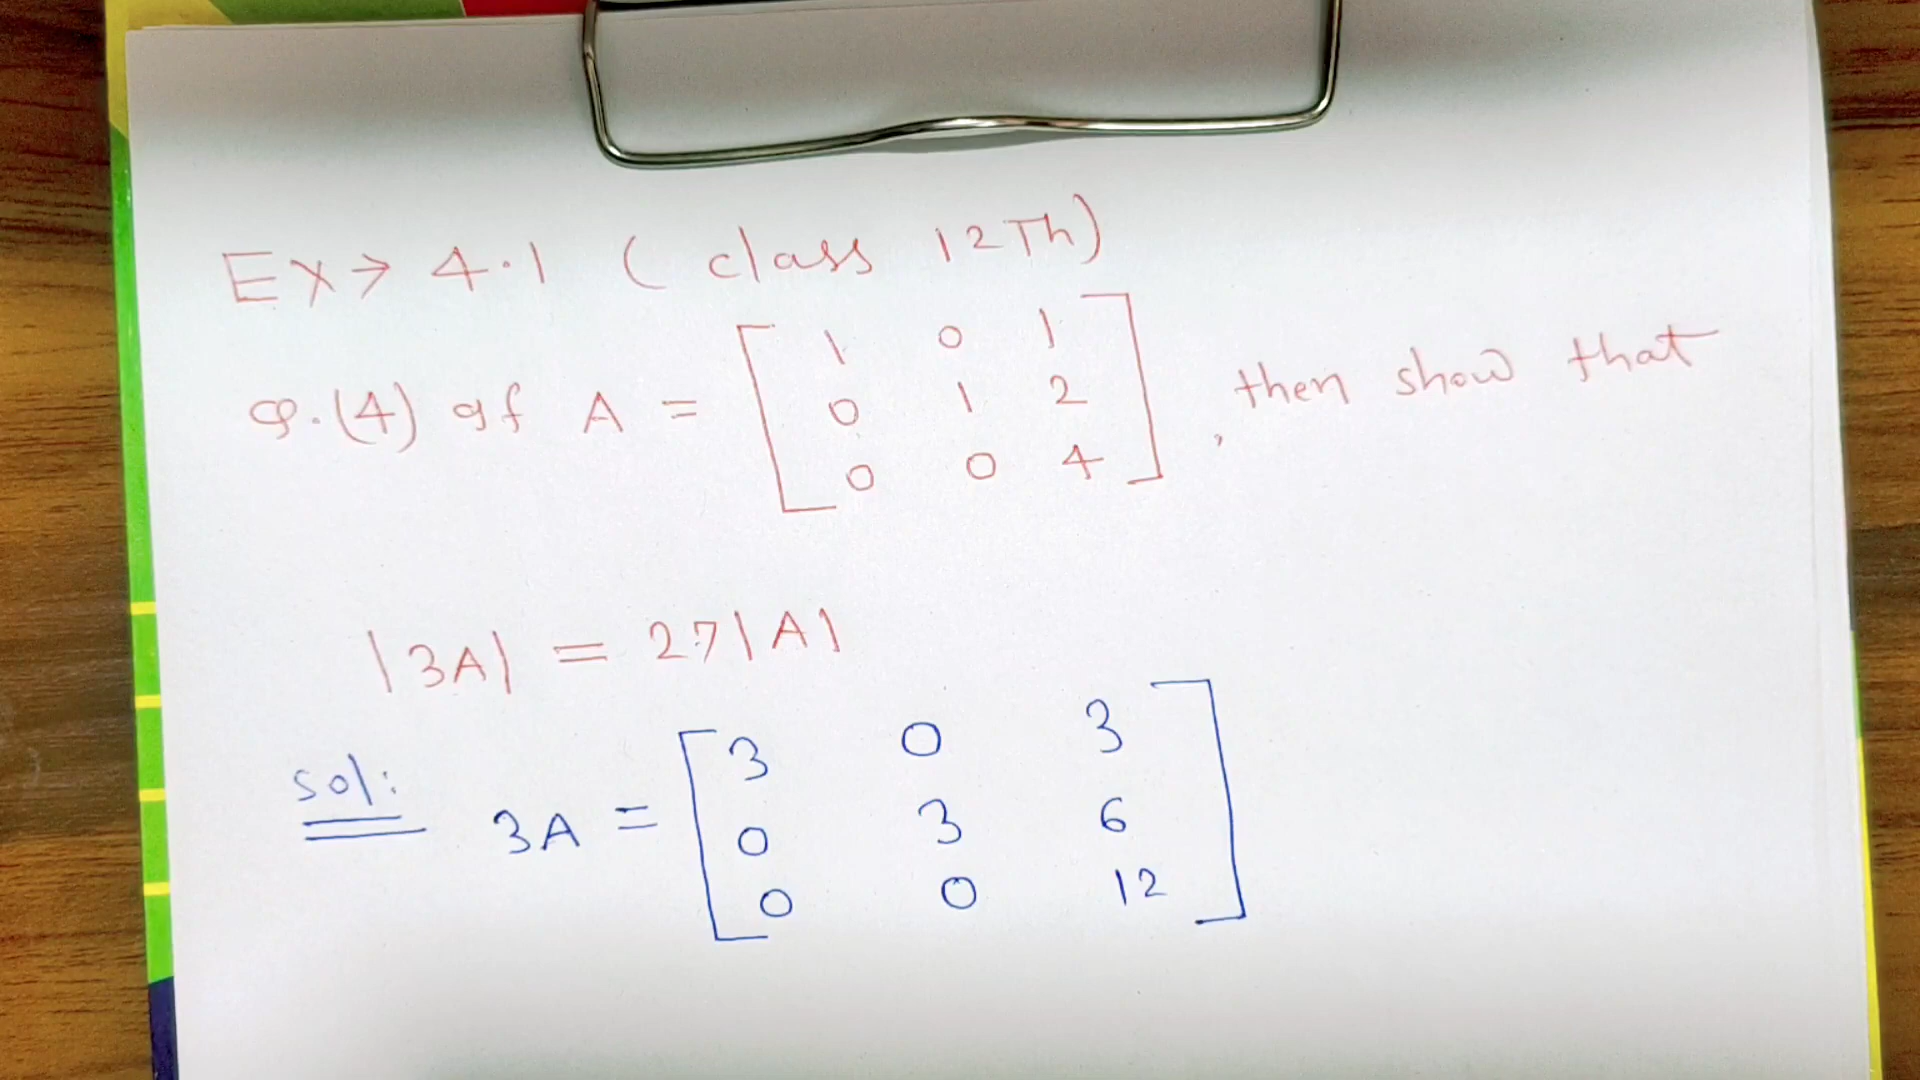 Ex→ 4.1 ( class 12Th)
Q.(4) If A = [ 1 0 1
0 1 2
0 0 4 ] , then show that
|3A| = 27|A|
Sol:
3A = [ 3 0 3
0 3 6
0 0 12 ]